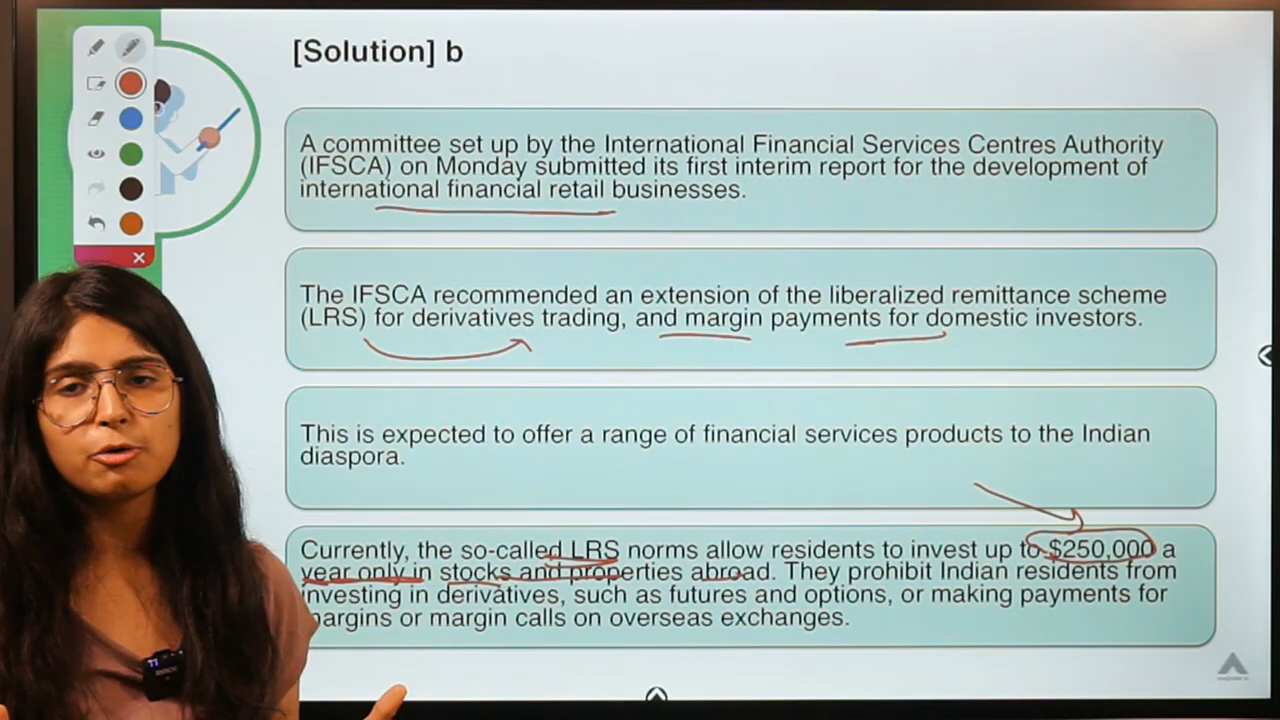 [Solution] b
A committee set up by the International Financial Services Centres Authority
(IFSCA) on Monday submitted its first interim report for the development of
international financial retail businesses.
The IFSCA recommended an extension of the liberalized remittance scheme
(LRS) for derivatives trading, and margin payments for domestic investors.
This is expected to offer a range of financial services products to the Indian
diaspora.
Currently, the so-called LRS norms allow residents to invest up to $250,000 a
year only in stocks and properties abroad. They prohibit Indian residents from
investing in derivatives, such as futures and options, or making payments for
margins or margin calls on overseas exchanges.